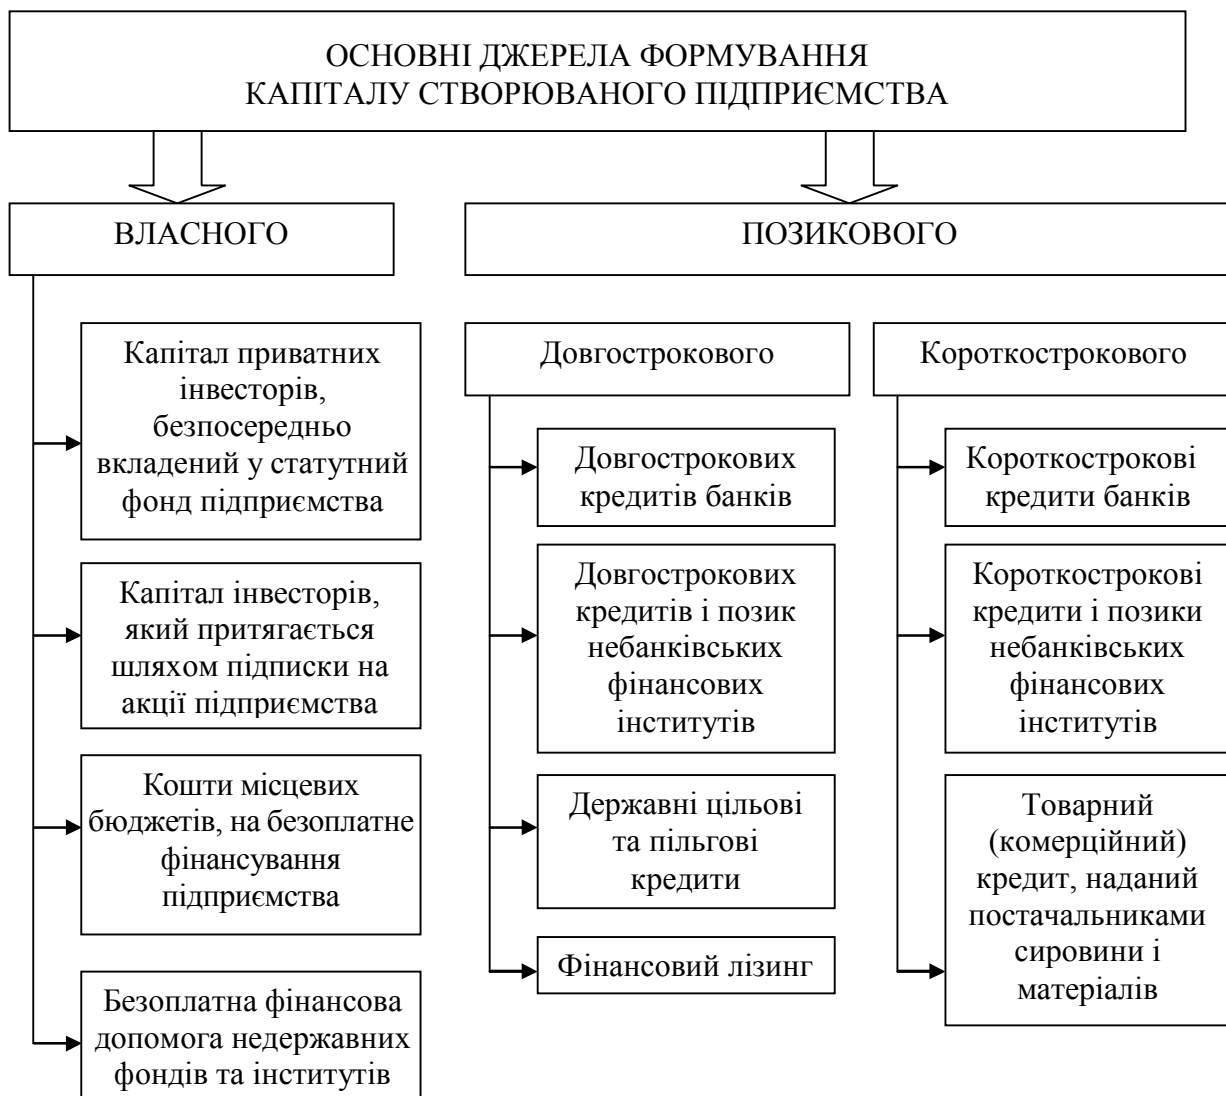 ОСНОВНІ ДЖЕРЕЛА ФОРМУВАННЯ
КАПІТАЛУ СТВОРЮВАНОГО ПІДПРИЄМСТВА
ВЛАСНОГО
Капітал приватних
інвесторів,
безпосередньо
вкладений у статутний
фонд підприємства
Капітал інвесторів,
який притягається
шляхом підписки на
акції підприємства
Кошти місцевих
бюджетів, на безоплатне
фінансування
підприємства
Безоплатна фінансова
допомога недержавних
фондів та інститутів
ПОЗИКОВОГО
Довгострокового
Довгострокових
кредитів банків
Довгострокових
кредитів і позик
небанківських
фінансових
інститутів
Державні цільові
та пільгові
кредити
Фінансовий лізинг
Короткострокового
Короткострокові
кредити банків
Короткострокові
кредити і позики
небанківських
фінансових
інститутів
Товарний
(комерційний)
кредит, наданий
постачальниками
сировини і
матеріалів